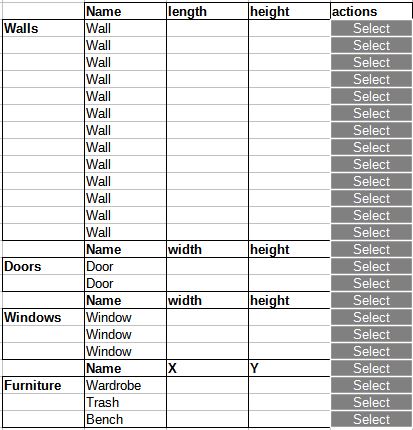 Name length height actions
Walls Wall Select
Wall Select
Wall Select
Wall Select
Wall Select
Wall Select
Wall Select
Wall Select
Wall Select
Wall Select
Wall Select
Wall Select
Wall Select
Name width height Select
Doors Door Select
Door Select
Name width height Select
Windows Window Select
Window Select
Window Select
Name X Y Select
Furniture Wardrobe Select
Trash Select
Bench Select